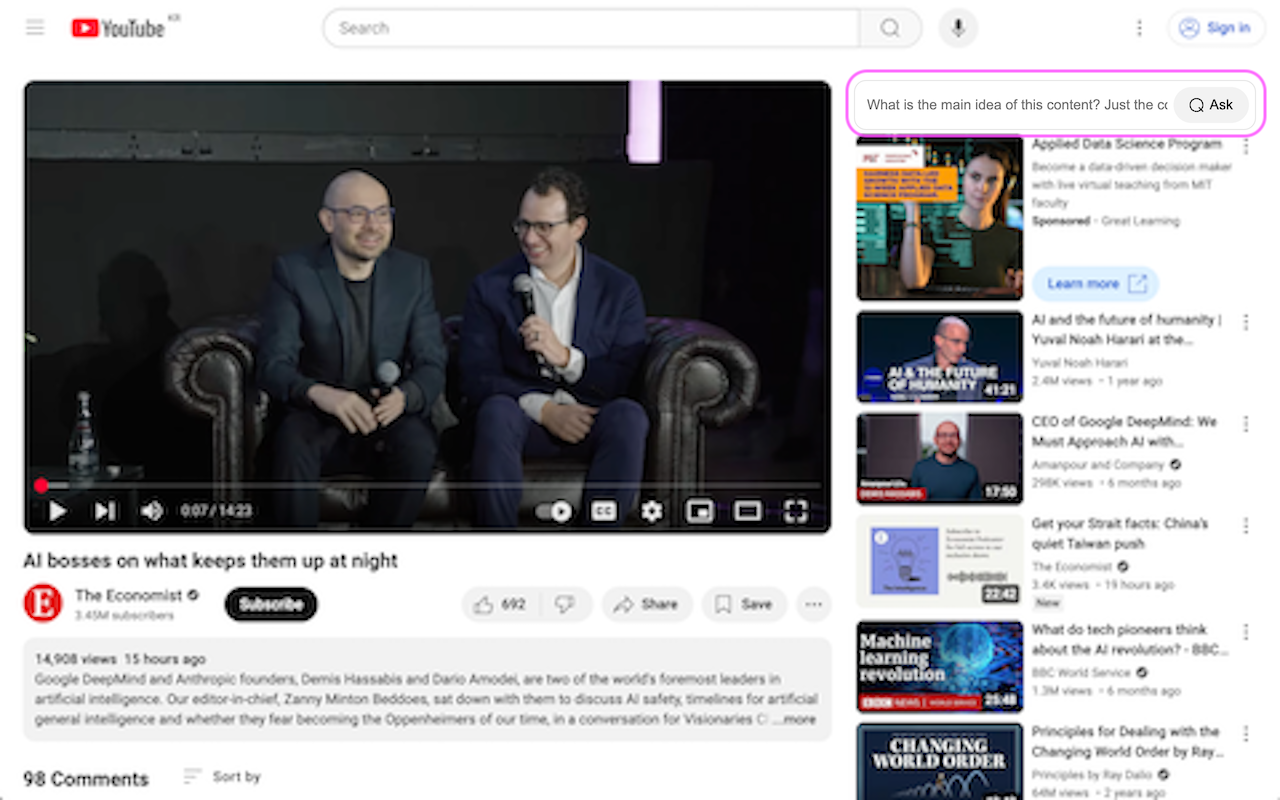 YouTube KR
Search
Sign in
What is the main idea of this content? Just the co
Ask
Applied Data Science Program
Become a data-driven decision maker
with live virtual teaching from MIT
faculty
Sponsored · Great Learning
Learn more
AI and the future of humanity |
Yuval Noah Harari at the...
Yuval Noah Harari
2.4M views • 1 year ago
AI & THE FUTURE
OF HUMANITY
41:21
CEO of Google DeepMind: We
Must Approach AI with...
Amanpour and Company
298K views • 6 months ago
17:50
Get your Strait facts: China's
quiet Taiwan push
The Economist
3.4K views • 19 hours ago
New
22:42
What do tech pioneers think
about the AI revolution? - BBC...
BBC World Service
1.3M views • 6 months ago
Machine
learning
revolution
BBC NEWS
25:48
Principles for Dealing with the
Changing World Order by Ray...
Principles by Ray Dalio
64M views • 2 years ago
CHANGING
WORLD ORDER
0:07 / 14:23
CC
AI bosses on what keeps them up at night
E
The Economist
3.45M subscribers
Subscribe
692
Share
Save
14,908 views 15 hours ago
Google DeepMind and Anthropic founders, Demis Hassabis and Dario Amodei, are two of the world's foremost leaders in
artificial intelligence. Our editor-in-chief, Zanny Minton Beddoes, sat down with them to discuss AI safety, timelines for artificial
general intelligence and whether they fear becoming the Oppenheimers of our time, in a conversation for Visionaries Cl ...more
98 Comments
Sort by